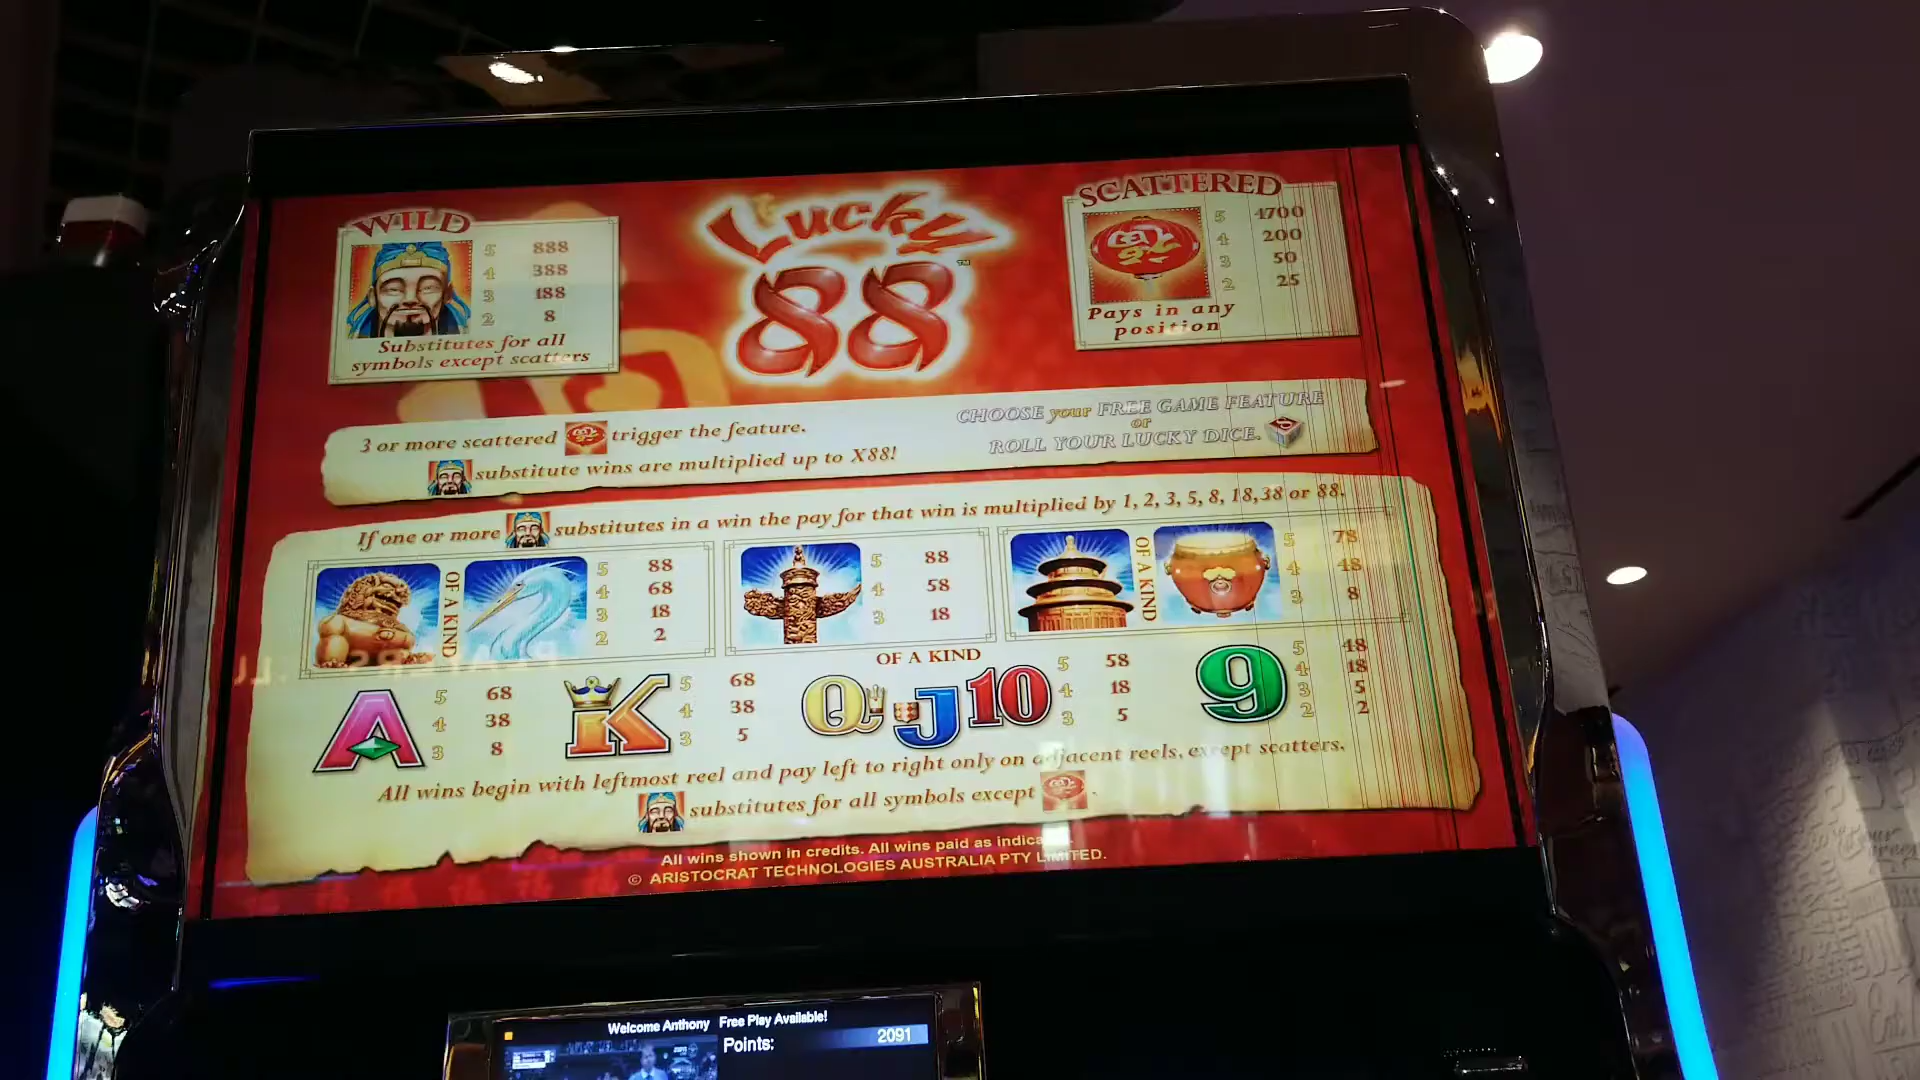 WILD
5 888
4 388
3 188
2 8
Substitutes for all
symbols except scatters
Lucky
88™
SCATTERED
5 1700
4 200
3 50
2 25
Pays in any
position
3 or more scattered trigger the feature.
substitute wins are multiplied up to X88!
CHOOSE your FREE GAME FEATURE
or
ROLL YOUR LUCKY DICE.
If one or more substitutes in a win the pay for that win is multiplied by 1, 2, 3, 5, 8, 18,38 or 88.
OF A KIND
5 88
4 68
3 18
2 2
5 88
4 58
3 18
OF A KIND
5 78
4 48
3 8
OF A KIND
A
5 68
4 38
3 8
K
5 68
4 38
3 5
Q J 10
5 58
4 18
3 5
9
5 48
4 18
3 5
2 2
All wins begin with leftmost reel and pay left to right only on adjacent reels, except scatters.
substitutes for all symbols except .
All wins shown in credits. All wins paid as
© ARISTOCRAT TECHNOLOGIES AUSTRALIA PTY LIMITED.
Welcome Anthony Free Play Available!
Points: 2091